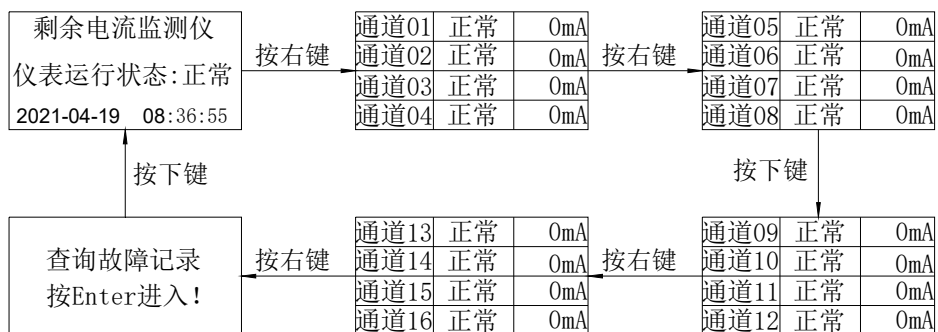 剩余电流监测仪
仪表运行状态:正常
2021-04-19 08:36:55
按右键
通道01 正常 0mA
通道02 正常 0mA
通道03 正常 0mA
通道04 正常 0mA
按右键
通道05 正常 0mA
通道06 正常 0mA
通道07 正常 0mA
通道08 正常 0mA
按下键
通道09 正常 0mA
通道10 正常 0mA
通道11 正常 0mA
通道12 正常 0mA
按右键
通道13 正常 0mA
通道14 正常 0mA
通道15 正常 0mA
通道16 正常 0mA
按右键
查询故障记录
按Enter进入!
按下键